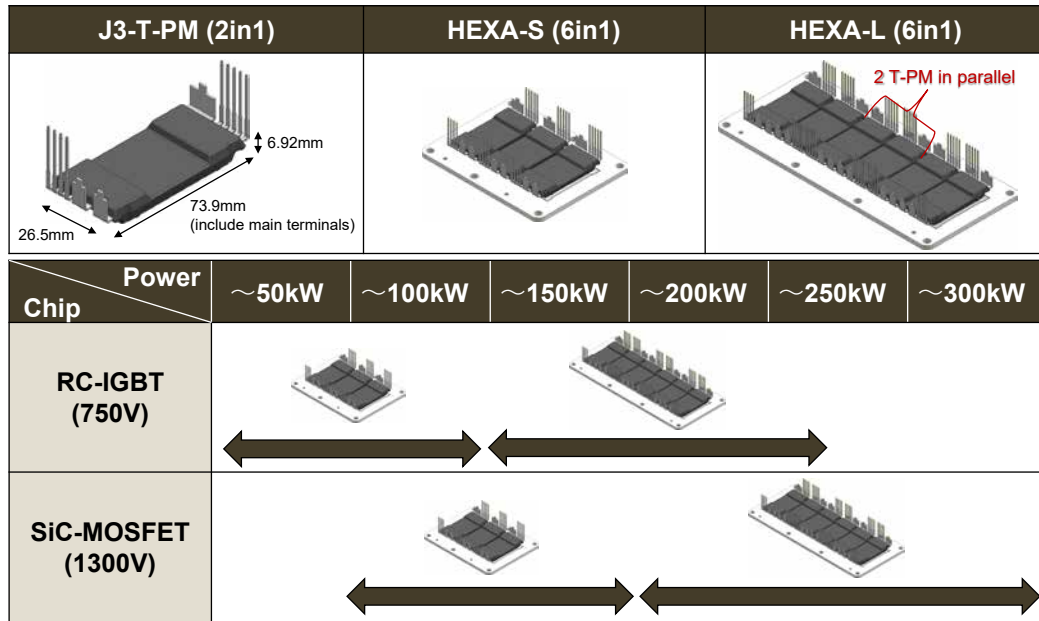 J3-T-PM (2in1)
HEXA-S (6in1)
HEXA-L (6in1)
2 T-PM in parallel
6.92mm
73.9mm
(include main terminals)
26.5mm
Power
Chip
～50kW
～100kW
～150kW
～200kW
～250kW
～300kW
RC-IGBT
(750V)
SiC-MOSFET
(1300V)